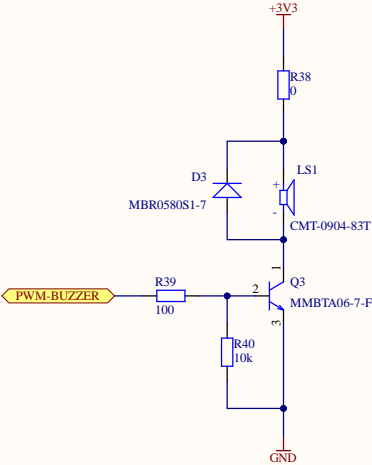 +3V3
R38
0
D3
LS1
+
MBR0580S1-7
-
CMT-0904-83T
1
Q3
R39
2
PWM-BUZZER
MMBTA06-7-F
100
3
R40
10k
GND